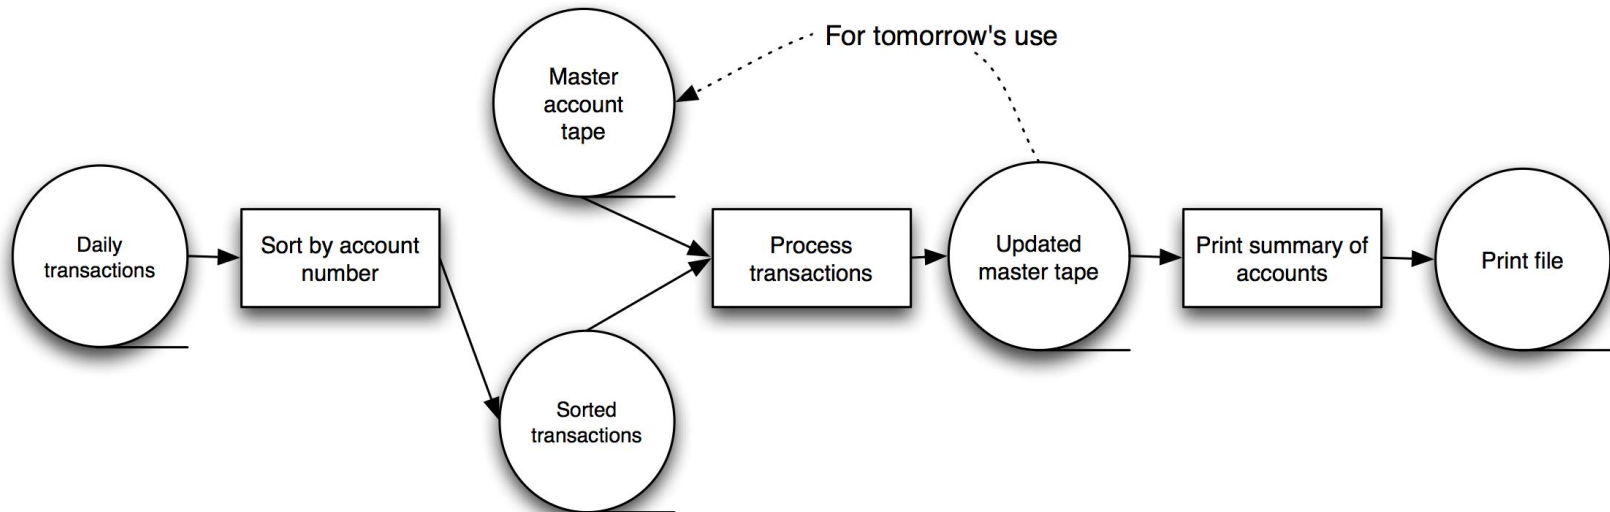 For tomorrow's use
Master
account
tape
Daily
transactions
Sort by account
number
Process
transactions
Updated
master tape
Print summary of
accounts
Print file
Sorted
transactions